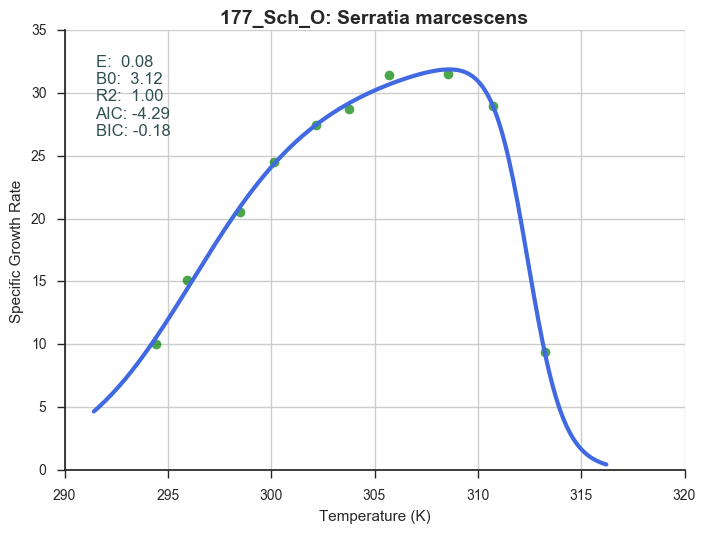 177_Sch_O: Serratia marcescens
E: 0.08
B0: 3.12
R2: 1.00
AIC: -4.29
BIC: -0.18
Specific Growth Rate
35
30
25
20
15
10
5
0
290 295 300 305 310 315 320
Temperature (K)